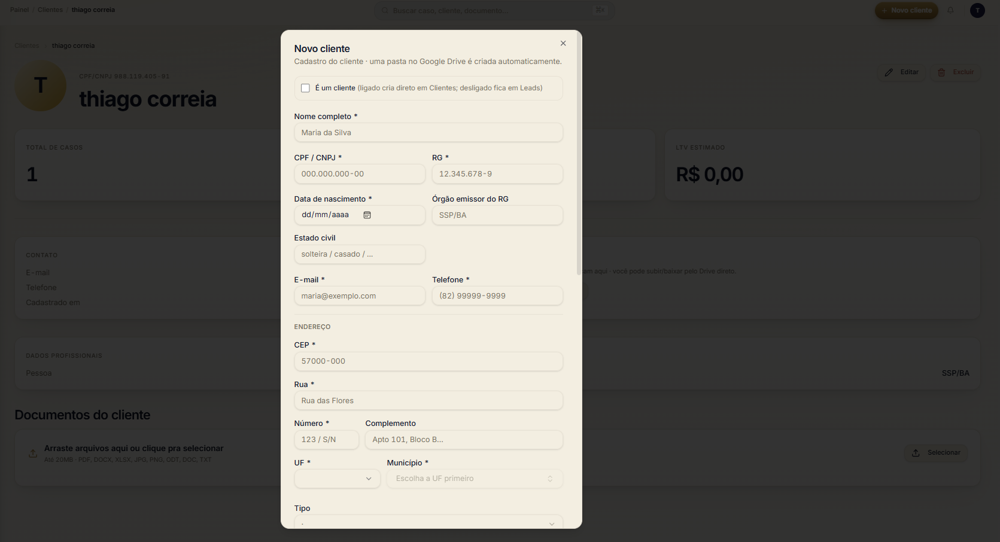 Painel / Clientes / thiago correia
Buscar caso, cliente, documento...
+ Novo cliente
T
Clientes › thiago correia
T
CPF/CNPJ 988.119.405-91
thiago correia
Editar
Excluir
TOTAL DE CASOS
1
LTV ESTIMADO
R$ 0,00
CONTATO
E-mail
Telefone
Cadastrado em
am aqui · você pode subir/baixar pelo Drive direto.
DADOS PROFISSIONAIS
Pessoa
SSP/BA
Documentos do cliente
Arraste arquivos aqui ou clique pra selecionar
Até 20MB · PDF, DOCX, XLSX, JPG, PNG, ODT, DOC, TXT
Selecionar
Novo cliente
Cadastro do cliente · uma pasta no Google Drive é criada automaticamente.
É um cliente (ligado cria direto em Clientes; desligado fica em Leads)
Nome completo *
Maria da Silva
CPF / CNPJ *
000.000.000-00
RG *
12.345.678-9
Data de nascimento *
dd/mm/aaaa
Órgão emissor do RG
SSP/BA
Estado civil
solteira / casado / ...
E-mail *
maria@exemplo.com
Telefone *
(82) 99999-9999
ENDEREÇO
CEP *
57000-000
Rua *
Rua das Flores
Número *
123 / S/N
Complemento
Apto 101, Bloco B...
UF *
Município *
Escolha a UF primeiro
Tipo